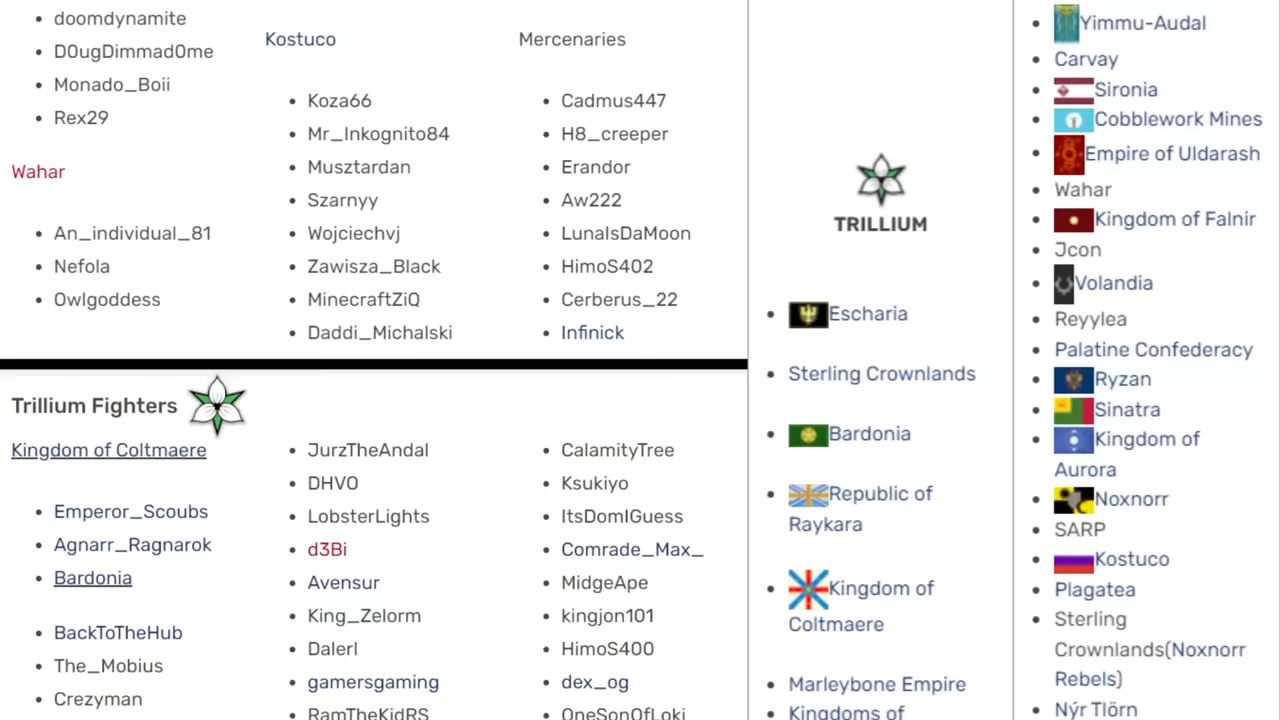 doomdynamite
D0ugDimmad0me
Monado_Boii
Rex29
Wahar
An_individual_81
Nefola
Owlgoddess
Kostuco
Koza66
Mr_Inkognito84
Musztardan
Szarnyy
Wojciechvj
Zawisza_Black
MinecraftZiQ
Daddi_Michalski
Mercenaries
Cadmus447
H8_creeper
Erandor
Aw222
LunaIsDaMoon
HimoS402
Cerberus_22
Infinick
Trillium Fighters
Kingdom of Coltmaere
Emperor_Scoubs
Agnarr_Ragnarok
Bardonia
BackToTheHub
The_Mobius
Crezyman
JurzTheAndal
DHVO
LobsterLights
d3Bi
Avensur
King_Zelorm
Dalerl
gamersgaming
RamTheKidRS
CalamityTree
Ksukiyo
ItsDomIGuess
Comrade_Max_
MidgeApe
kingjon101
HimoS400
dex_og
OneSonOfLoki
TRILLIUM
Escharia
Sterling Crownlands
Bardonia
Republic of
Raykara
Kingdom of
Coltmaere
Marleybone Empire
Kingdoms of
Yimmu-Audal
Carvay
Sironia
Cobblework Mines
Empire of Uldarash
Wahar
Kingdom of Falnir
Jcon
Volandia
Reyylea
Palatine Confederacy
Ryzan
Sinatra
Kingdom of
Aurora
Noxnorr
SARP
Kostuco
Plagatea
Sterling
Crownlands(Noxnorr
Rebels)
Nýr Tlörn